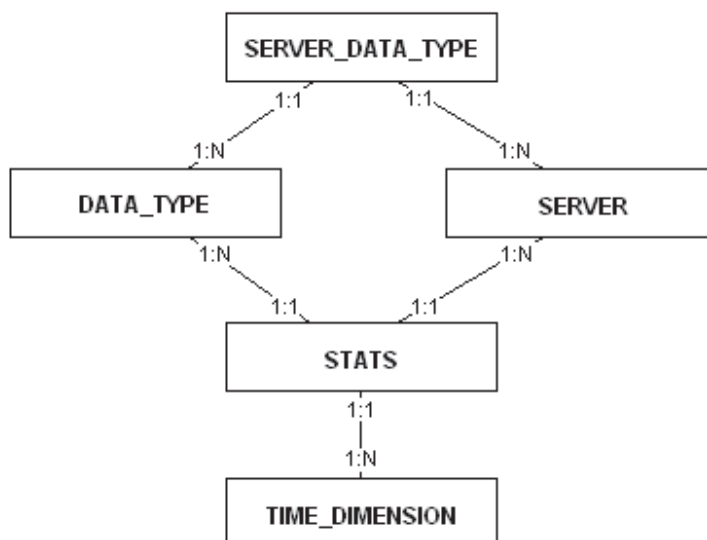 SERVER_DATA_TYPE
1:1
1:1
1:N
1:N
DATA_TYPE
SERVER
1:N
1:N
1:1
1:1
STATS
1:1
1:N
TIME_DIMENSION